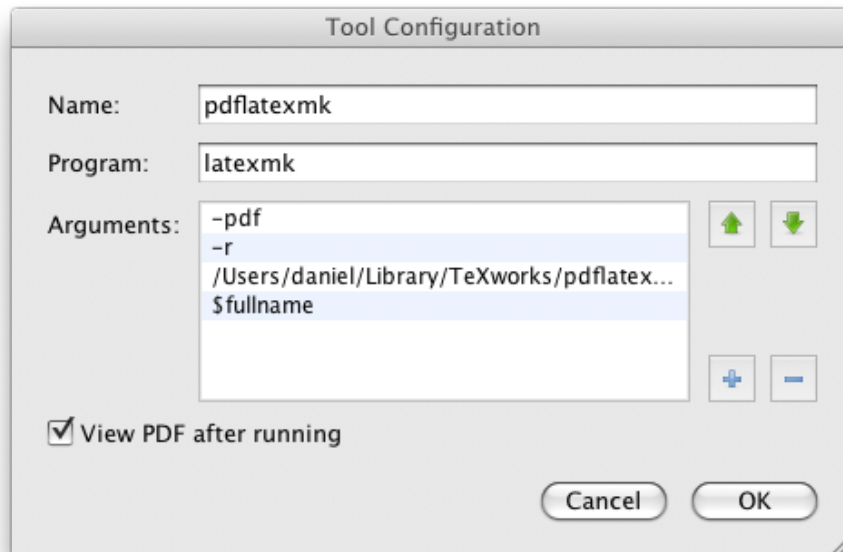 Tool Configuration
Name: pdflatexmk
Program: latexmk
Arguments: -pdf
-r
/Users/daniel/Library/TeXworks/pdflatex...
$fullname
View PDF after running
Cancel OK